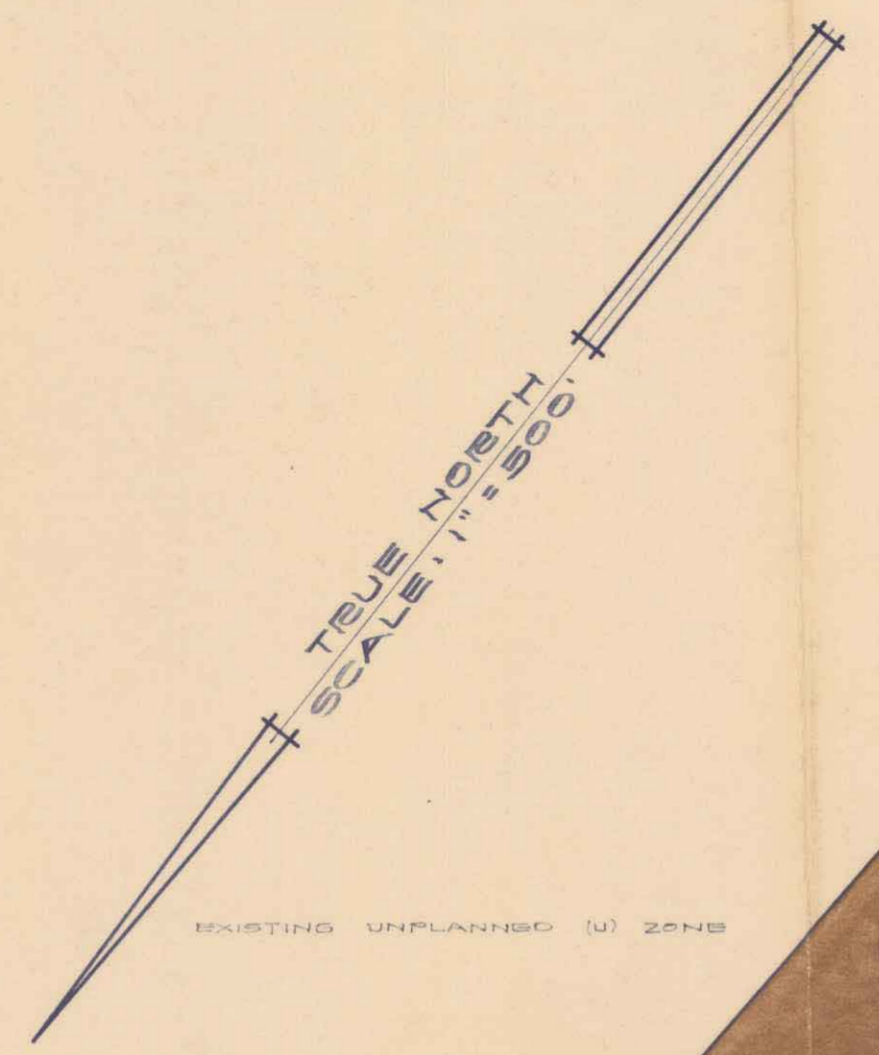 TRUE NORTH
SCALE: 1" = 500'
EXISTING UNPLANNED (U) ZONE